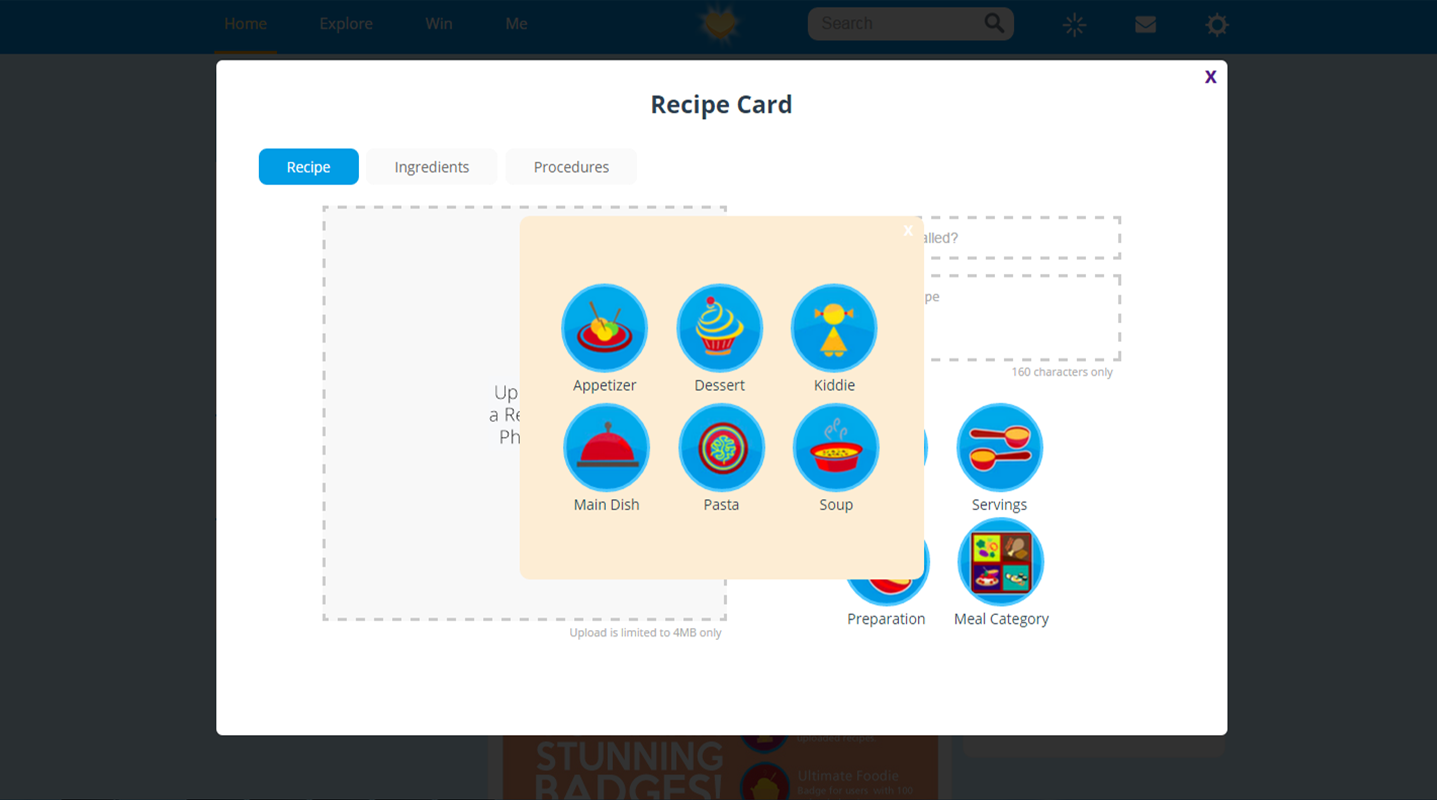 Home Explore Win Me Search
X
Recipe Card
Recipe Ingredients Procedures
X
alled?
pe
160 characters only
Up
a Re
Ph
Appetizer Dessert Kiddie
Main Dish Pasta Soup
Servings
Preparation Meal Category
Upload is limited to 4MB only
uploaded recipes
STUNNING
BADGES!
Ultimate Foodie
Badge for users with 100